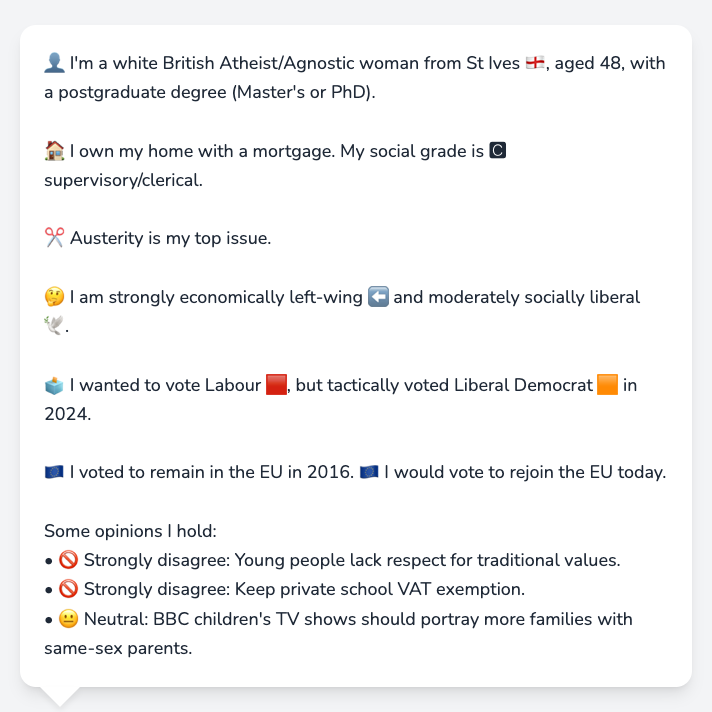 👤 I'm a white British Atheist/Agnostic woman from St Ives 🏴󠁧󠁢󠁥󠁮󠁧󠁿, aged 48, with
a postgraduate degree (Master's or PhD).
🏠 I own my home with a mortgage. My social grade is 🅲
supervisory/clerical.
✂️ Austerity is my top issue.
🤔 I am strongly economically left-wing ⬅️ and moderately socially liberal
🕊️.
🗳️ I wanted to vote Labour 🟥, but tactically voted Liberal Democrat 🟧 in
2024.
🇪🇺 I voted to remain in the EU in 2016. 🇪🇺 I would vote to rejoin the EU today.
Some opinions I hold:
• 🚫 Strongly disagree: Young people lack respect for traditional values.
• 🚫 Strongly disagree: Keep private school VAT exemption.
• 😐 Neutral: BBC children's TV shows should portray more families with
same-sex parents.